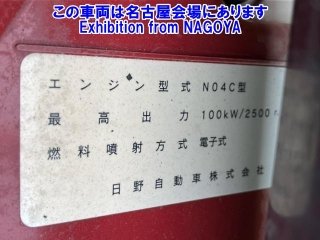 この車両は名古屋会場にあります
Exhibition from NAGOYA
エンジン型式 N04C型
最高出力 100kW/2500
燃料噴射方式 電子式
日野自動車株式会社